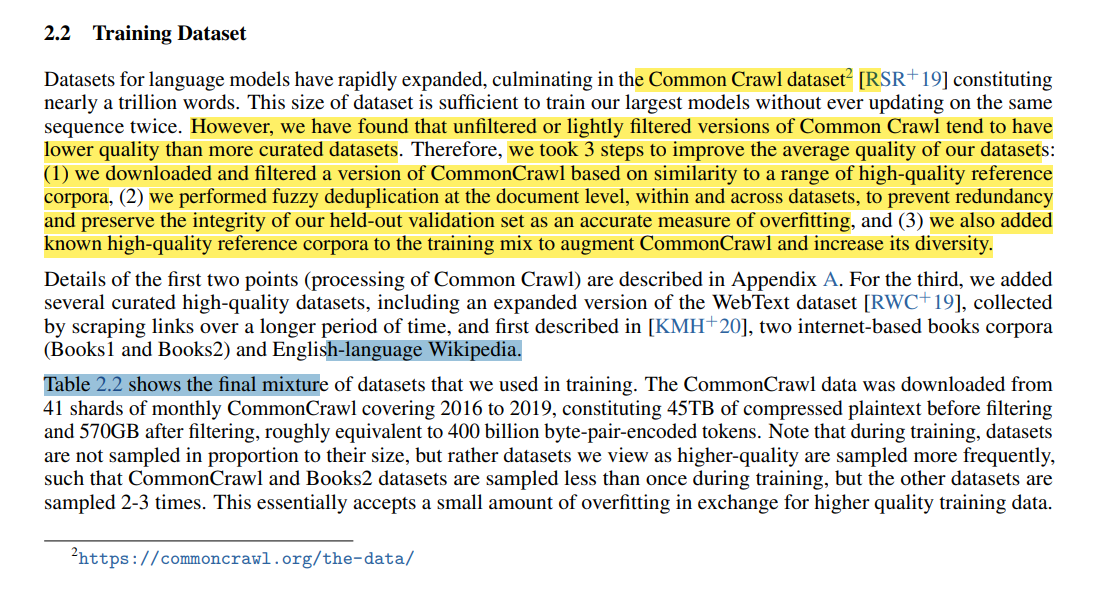 2.2 Training Dataset
Datasets for language models have rapidly expanded, culminating in the Common Crawl dataset2 [RSR+19] constituting
nearly a trillion words. This size of dataset is sufficient to train our largest models without ever updating on the same
sequence twice. However, we have found that unfiltered or lightly filtered versions of Common Crawl tend to have
lower quality than more curated datasets. Therefore, we took 3 steps to improve the average quality of our datasets:
(1) we downloaded and filtered a version of CommonCrawl based on similarity to a range of high-quality reference
corpora, (2) we performed fuzzy deduplication at the document level, within and across datasets, to prevent redundancy
and preserve the integrity of our held-out validation set as an accurate measure of overfitting, and (3) we also added
known high-quality reference corpora to the training mix to augment CommonCrawl and increase its diversity.
Details of the first two points (processing of Common Crawl) are described in Appendix A. For the third, we added
several curated high-quality datasets, including an expanded version of the WebText dataset [RWC+19], collected
by scraping links over a longer period of time, and first described in [KMH+20], two internet-based books corpora
(Books1 and Books2) and English-language Wikipedia.
Table 2.2 shows the final mixture of datasets that we used in training. The CommonCrawl data was downloaded from
41 shards of monthly CommonCrawl covering 2016 to 2019, constituting 45TB of compressed plaintext before filtering
and 570GB after filtering, roughly equivalent to 400 billion byte-pair-encoded tokens. Note that during training, datasets
are not sampled in proportion to their size, but rather datasets we view as higher-quality are sampled more frequently,
such that CommonCrawl and Books2 datasets are sampled less than once during training, but the other datasets are
sampled 2-3 times. This essentially accepts a small amount of overfitting in exchange for higher quality training data.
2https://commoncrawl.org/the-data/